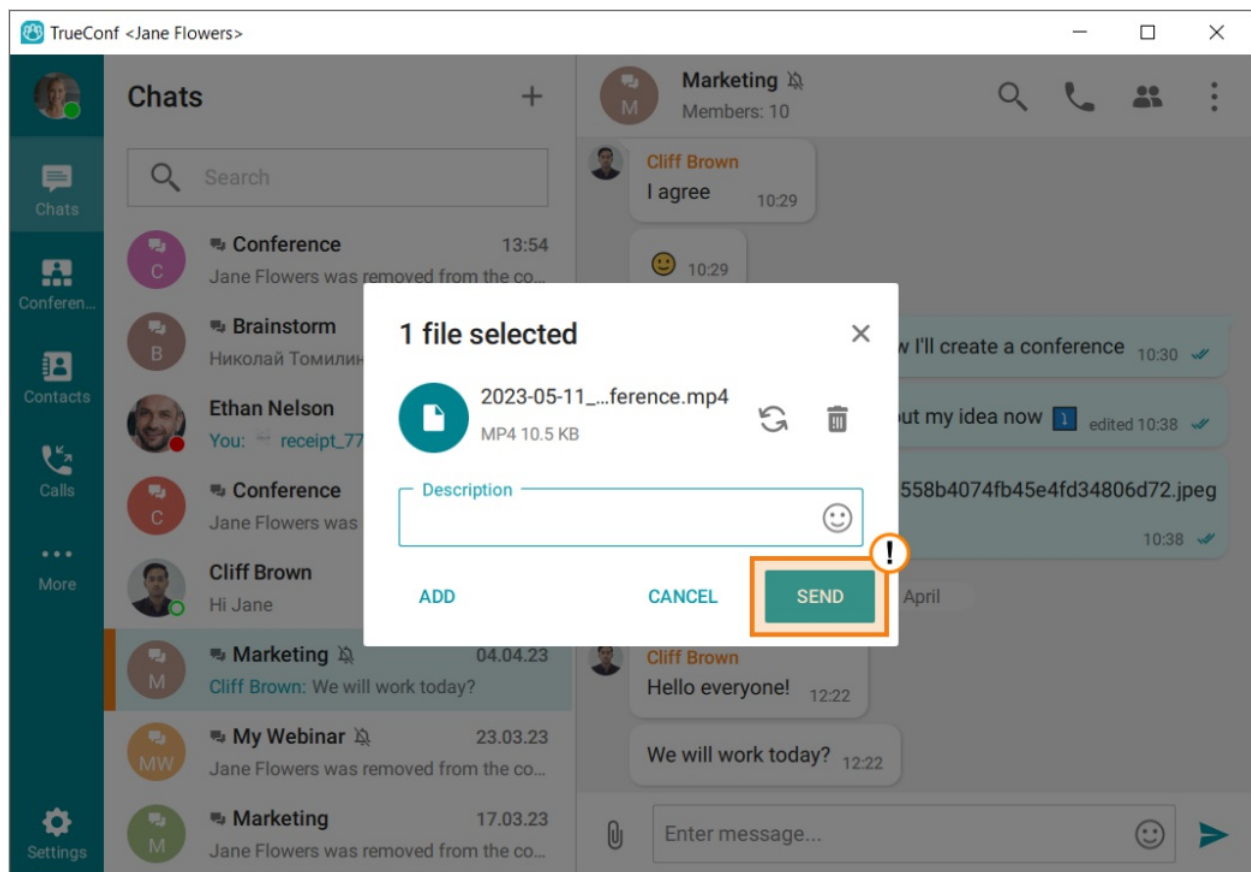 TrueConf <Jane Flowers>
Chats
Conferen...
Contacts
Calls
More
Settings
Chats
Search
C
Conference 13:54
Jane Flowers was removed from the co...
B
Brainstorm
Николай Томилин
Ethan Nelson
You: receipt_77
C
Conference
Jane Flowers was
Cliff Brown
Hi Jane
M
Marketing 04.04.23
Cliff Brown: We will work today?
MW
My Webinar 23.03.23
Jane Flowers was removed from the co...
M
Marketing 17.03.23
Jane Flowers was removed from the co...
M
Marketing
Members: 10
Cliff Brown
I agree 10:29
10:29
I'll create a conference 10:30
my idea now edited 10:38
558b4074fb45e4fd34806d72.jpeg
10:38
April
Cliff Brown
Hello everyone! 12:22
We will work today? 12:22
Enter message...
1 file selected
2023-05-11_...ference.mp4
MP4 10.5 KB
Description
ADD CANCEL SEND
!